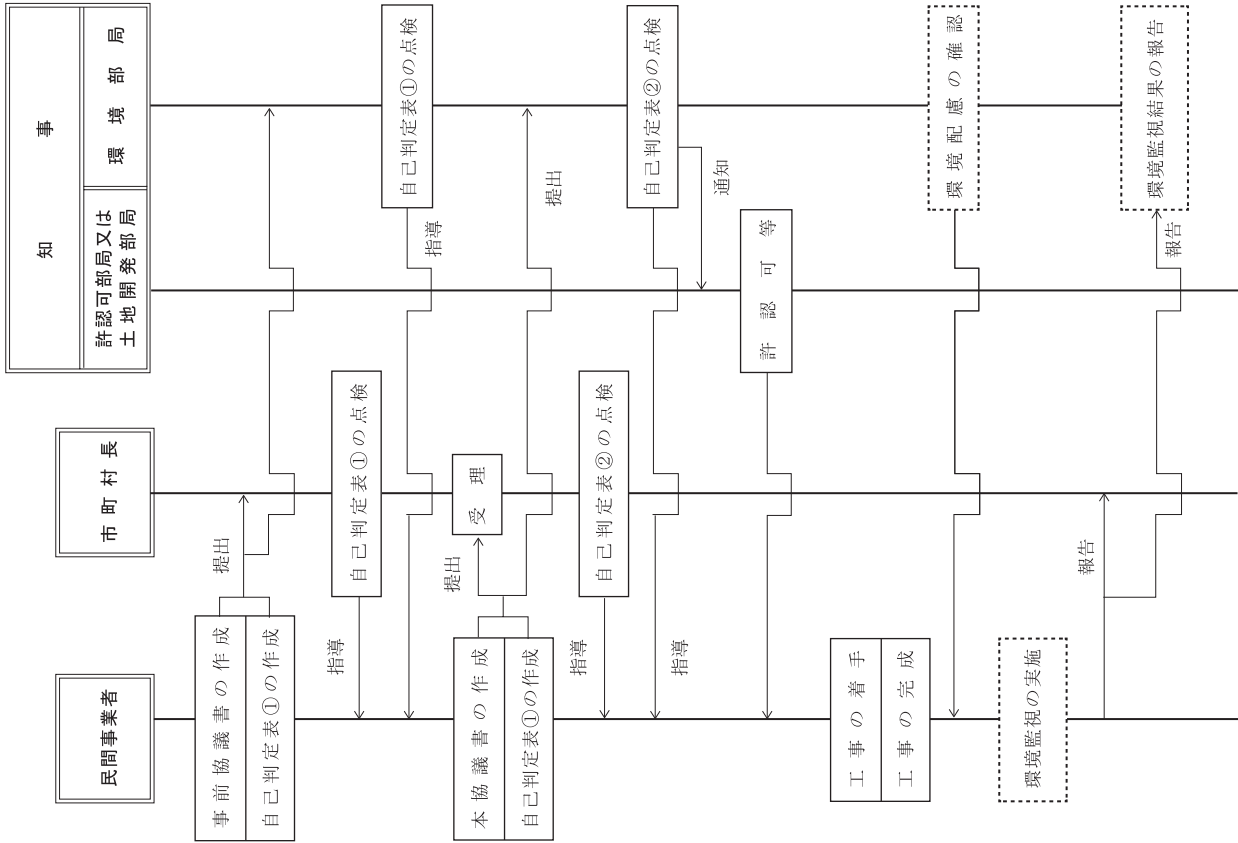 知事
許認可部局又は
土地開発部局
環境部局
市町村長
民間事業者
事前協議書の作成
自己判定表①の作成
提出
自己判定表①の点検
指導
自己判定表①の点検
指導
本協議書の作成
自己判定表①の作成
提出
受理
提出
自己判定表②の点検
指導
自己判定表②の点検
指導
通知
許認可等
工事の着手
工事の完成
環境配慮の確認
環境監視の実施
報告
報告
環境監視結果の報告